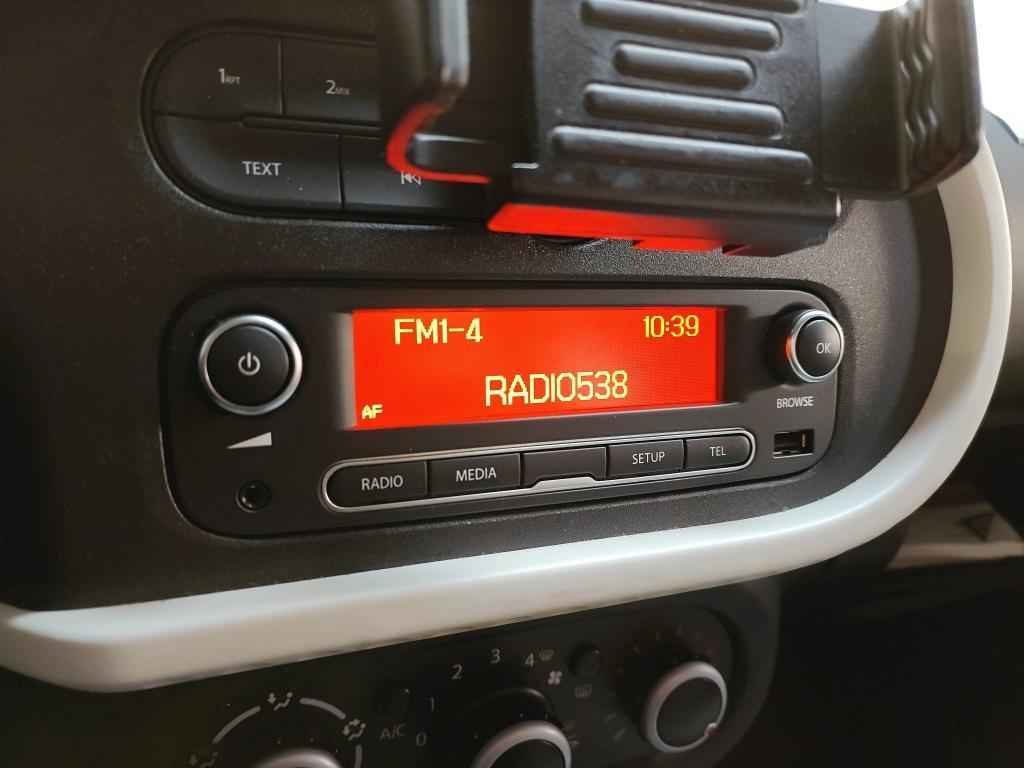 1RPT
2MIX
TEXT
FM1-4 10:39
RADIO538
AF
OK
BROWSE
RADIO MEDIA SETUP TEL
0 1 2 3 4
A/C